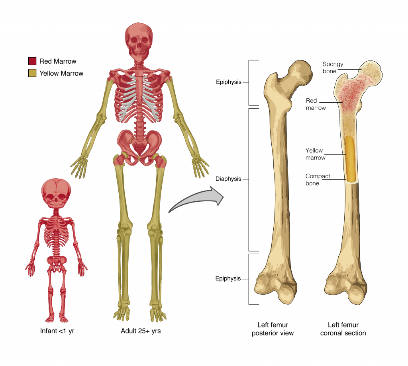 Red Marrow
Yellow Marrow
Infant <1 yr
Adult 25+ yrs
Epiphysis
Diaphysis
Epiphysis
Spongy
bone
Red
marrow
Yellow
marrow
Compact
bone
Left femur
posterior view
Left femur
coronal section